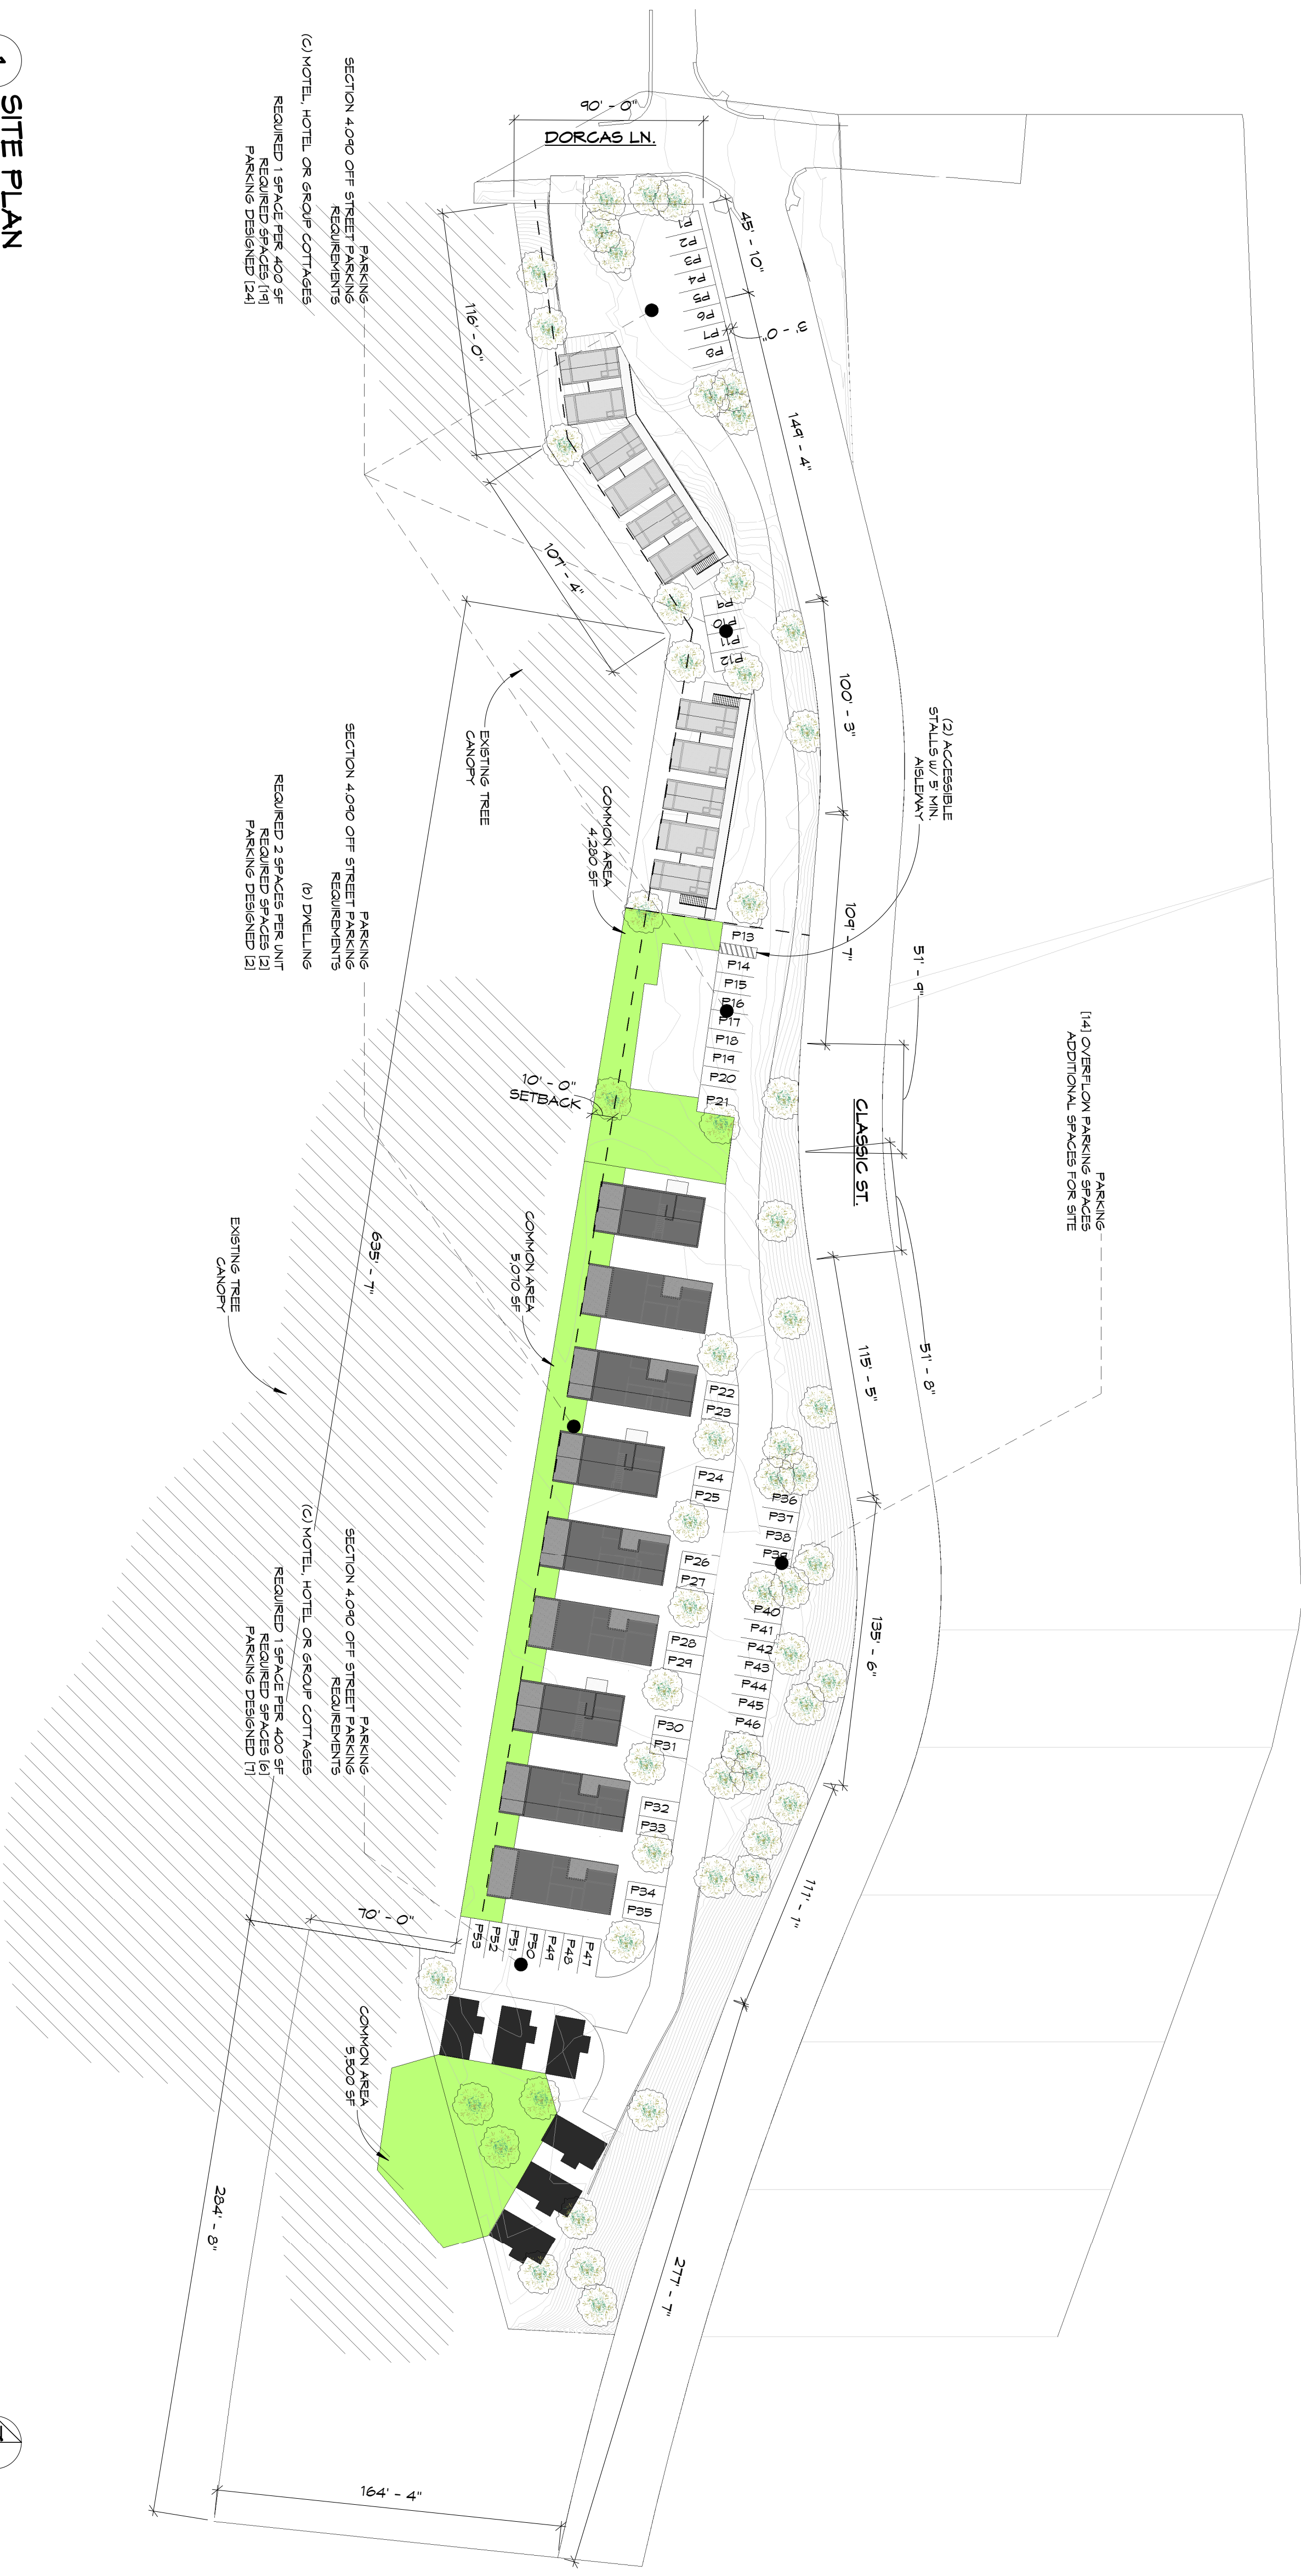 1
SITE PLAN
90' - 0"
DORCAS LN.
PARKING
SECTION 4.090 OFF STREET PARKING
REQUIREMENTS
(C) MOTEL, HOTEL OR GROUP COTTAGES
REQUIRED 1 SPACE PER 400 SF
REQUIRED SPACES [19]
PARKING DESIGNED [24]
116' - 0"
107' - 4"
45' - 10"
3' - 0"
149' - 4"
P1
P2
P3
P4
P5
P6
P7
P8
P9
P12
100' - 3"
(2) ACCESSIBLE
STALLS W/ 5' MIN.
AISLEWAY
109' - 7"
51' - 9"
EXISTING TREE
CANOPY
COMMON AREA
4,280 SF
P13
P14
P15
P16
P17
P18
P19
P20
P21
10' - 0"
SETBACK
CLASSIC ST.
PARKING
[14] OVERFLOW PARKING SPACES
ADDITIONAL SPACES FOR SITE
PARKING
SECTION 4.090 OFF STREET PARKING
REQUIREMENTS
(b) DWELLING
REQUIRED 2 SPACES PER UNIT
REQUIRED SPACES [2]
PARKING DESIGNED [2]
635' - 7"
EXISTING TREE
CANOPY
COMMON AREA
5,070 SF
51' - 8"
115' - 5"
P22
P23
P24
P25
P26
P27
P28
P29
P30
P31
P32
P33
P34
P35
P36
P37
P38
P39
P40
P41
P42
P43
P44
P45
P46
135' - 6"
111' - 1"
PARKING
SECTION 4.090 OFF STREET PARKING
REQUIREMENTS
(C) MOTEL, HOTEL OR GROUP COTTAGES
REQUIRED 1 SPACE PER 400 SF
REQUIRED SPACES [6]
PARKING DESIGNED [7]
70' - 0"
P53
P52
P51
P50
P49
P48
P47
COMMON AREA
5,500 SF
284' - 8"
277' - 7"
164' - 4"